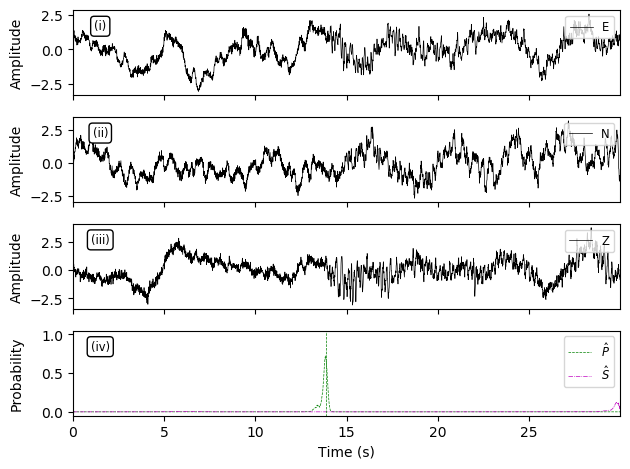 2.5
0.0
−2.5
Amplitude
(i)
E
2.5
0.0
−2.5
Amplitude
(ii)
N
2.5
0.0
−2.5
Amplitude
(iii)
Z
1.0
0.5
0.0
Probability
(iv)
P̂
Ŝ
0 5 10 15 20 25
Time (s)